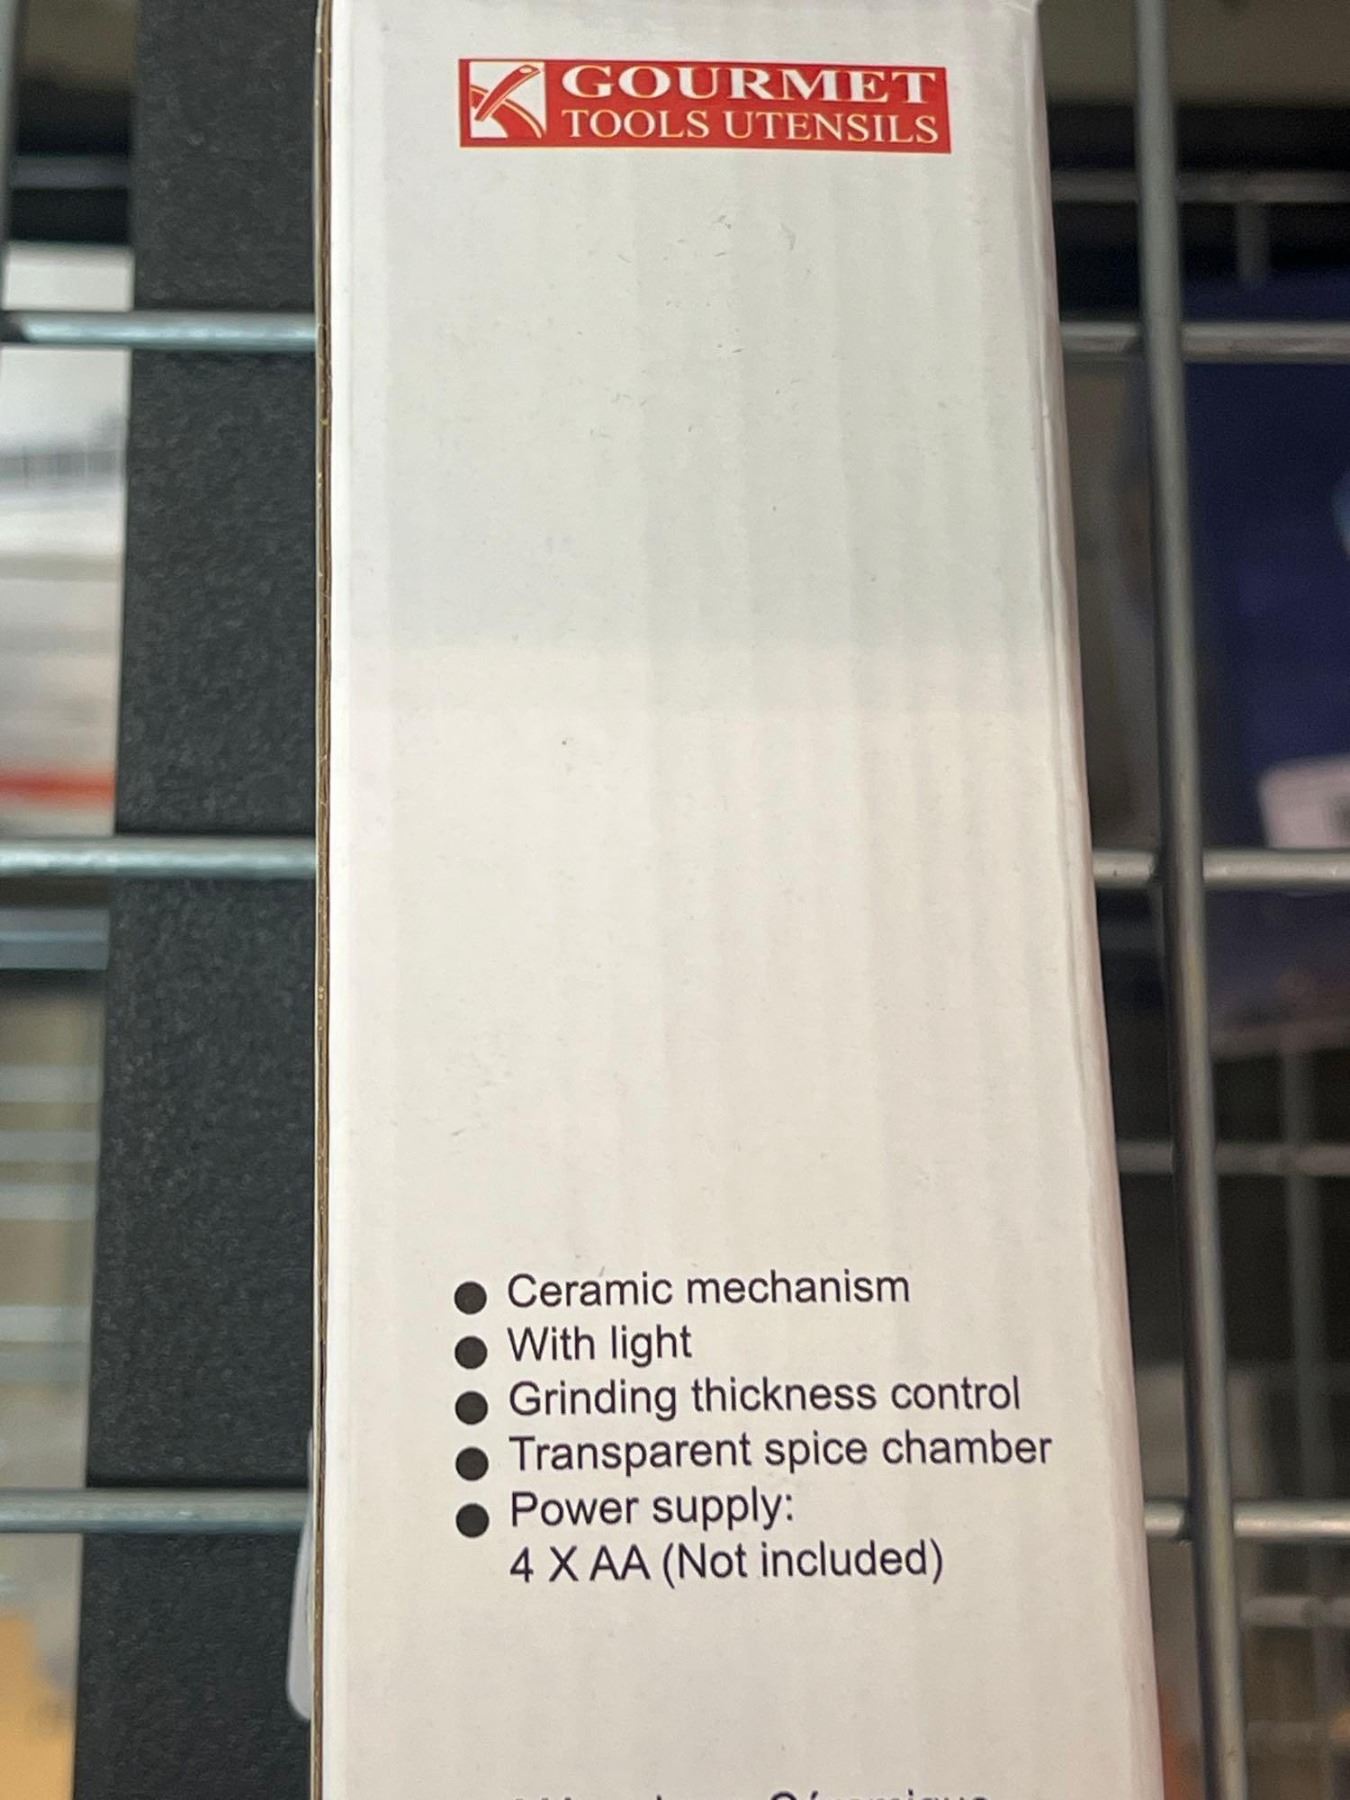 GOURMET
TOOLS UTENSILS
● Ceramic mechanism
● With light
● Grinding thickness control
● Transparent spice chamber
● Power supply:
4 X AA (Not included)